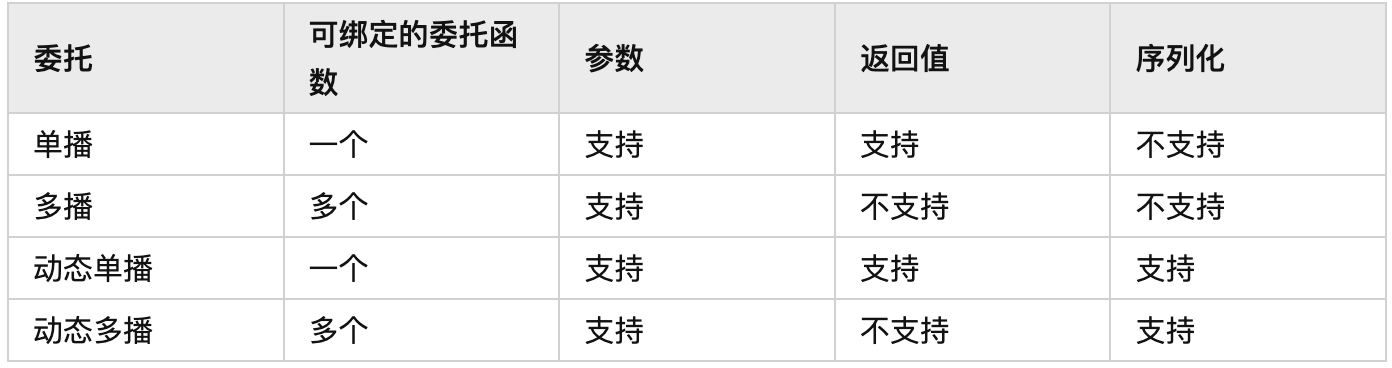 委托 可绑定的委托函 参数 返回值 序列化
数
单播 一个 支持 支持 不支持
多播 多个 支持 不支持 不支持
动态单播 一个 支持 支持 支持
动态多播 多个 支持 不支持 支持